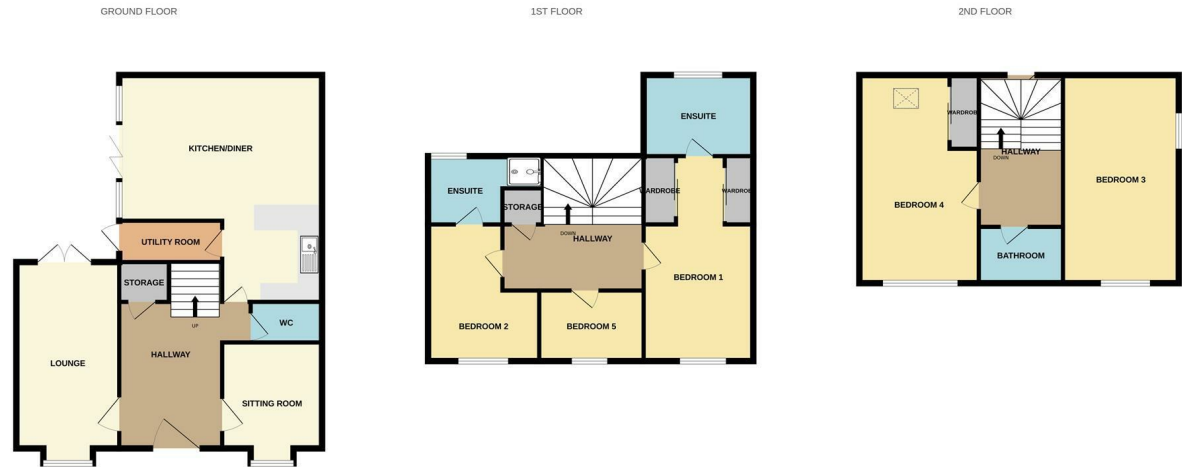 GROUND FLOOR
KITCHEN/DINER
UTILITY ROOM
STORAGE
UP
WC
HALLWAY
LOUNGE
SITTING ROOM
1ST FLOOR
ENSUITE
ENSUITE
WARDROBE
WARDROBE
STORAGE
DOWN
HALLWAY
BEDROOM 1
BEDROOM 2
BEDROOM 5
2ND FLOOR
WARDROBE
HALLWAY
DOWN
BEDROOM 3
BEDROOM 4
BATHROOM